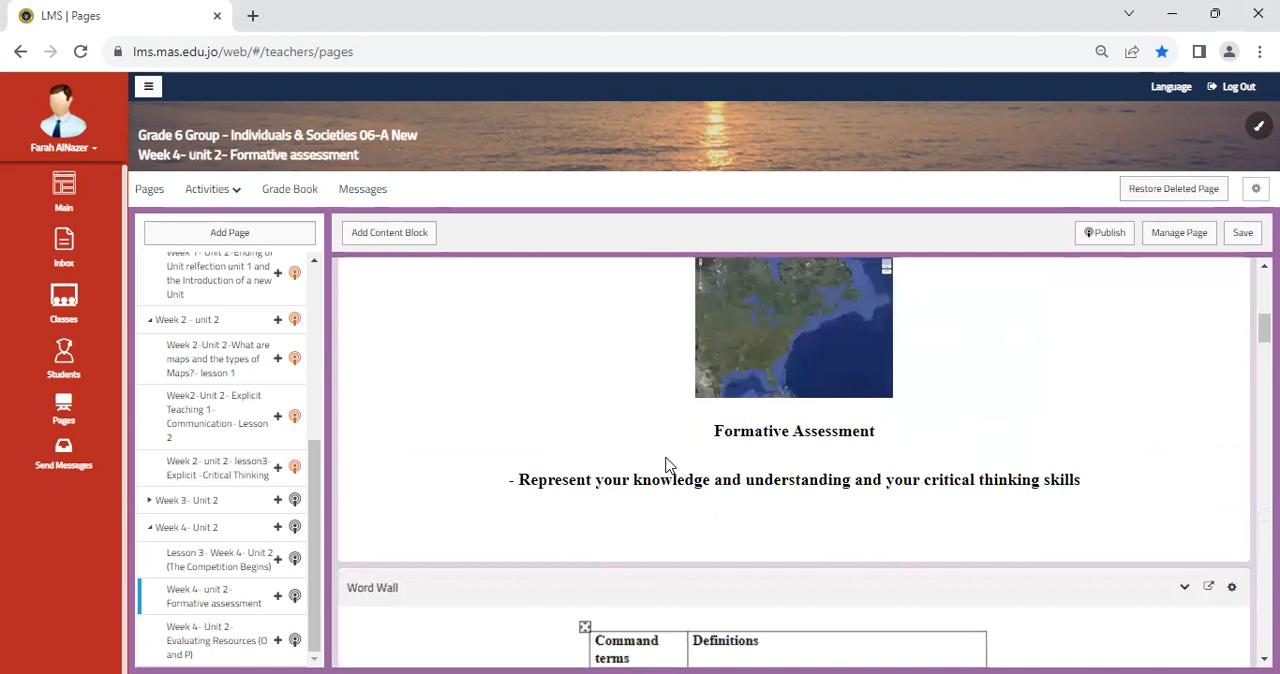 LMS | Pages
lms.mas.edu.jo/web/#/teachers/pages
Language
Log Out
Farah AlNazer
Grade 6 Group - Individuals & Societies 06-A New
Week 4- unit 2- Formative assessment
Pages
Activities
Grade Book
Messages
Restore Deleted Page
Main
Inbox
Classes
Students
Pages
Send Messages
Add Page
Week 1- Unit 2-Ending of
Unit relfection unit 1 and
the Introduction of a new
Unit
Week 2 - unit 2
Week 2-Unit 2-What are
maps and the types of
Maps?- lesson 1
Week2-Unit 2- Explicit
Teaching 1-
Communication- Lesson
2
Week 2- unit 2- lesson3-
Explicit -Critical Thinking
Week 3- Unit 2
Week 4- Unit 2
Lesson 3- Week 4- Unit 2
(The Competition Begins)
Week 4- unit 2-
Formative assessment
Week 4- Unit 2-
Evaluating Resources (O
and P)
Add Content Block
Publish
Manage Page
Save
Formative Assessment
- Represent your knowledge and understanding and your critical thinking skills
Word Wall
Command
terms
Definitions